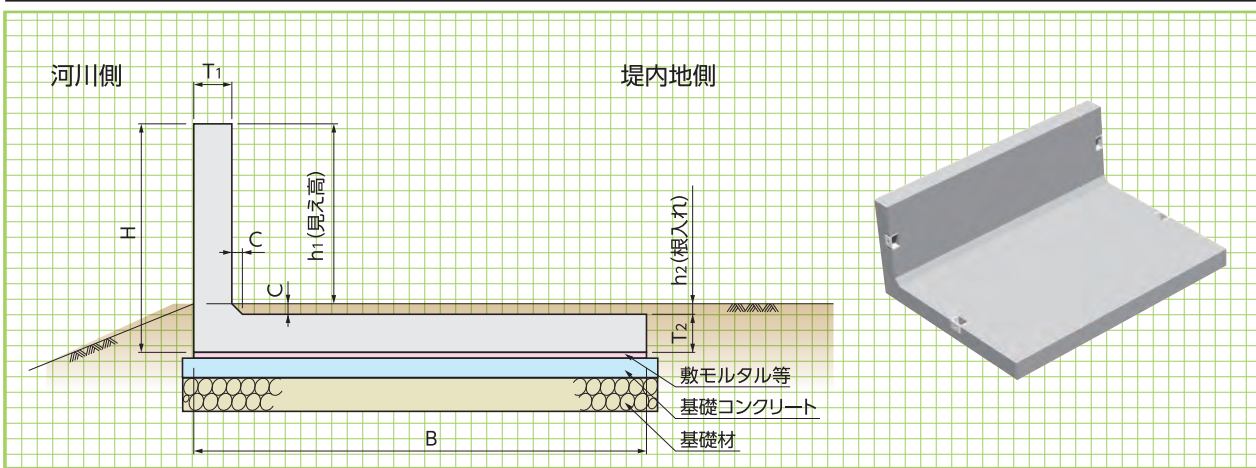 河川側
T1
堤内地側
H
h1(見え高)
C
C
h2(根入れ)
T2
敷モルタル等
基礎コンクリート
基礎材
B